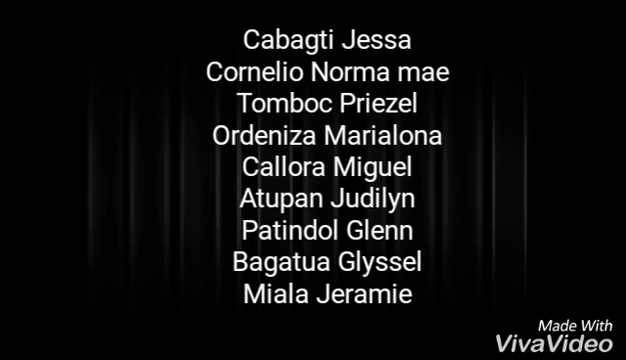 Cabagti Jessa
Cornelio Norma mae
Tomboc Priezel
Ordeniza Marialona
Callora Miguel
Atupan Judilyn
Patindol Glenn
Bagatua Glyssel
Miala Jeramie
Made With
VivaVideo